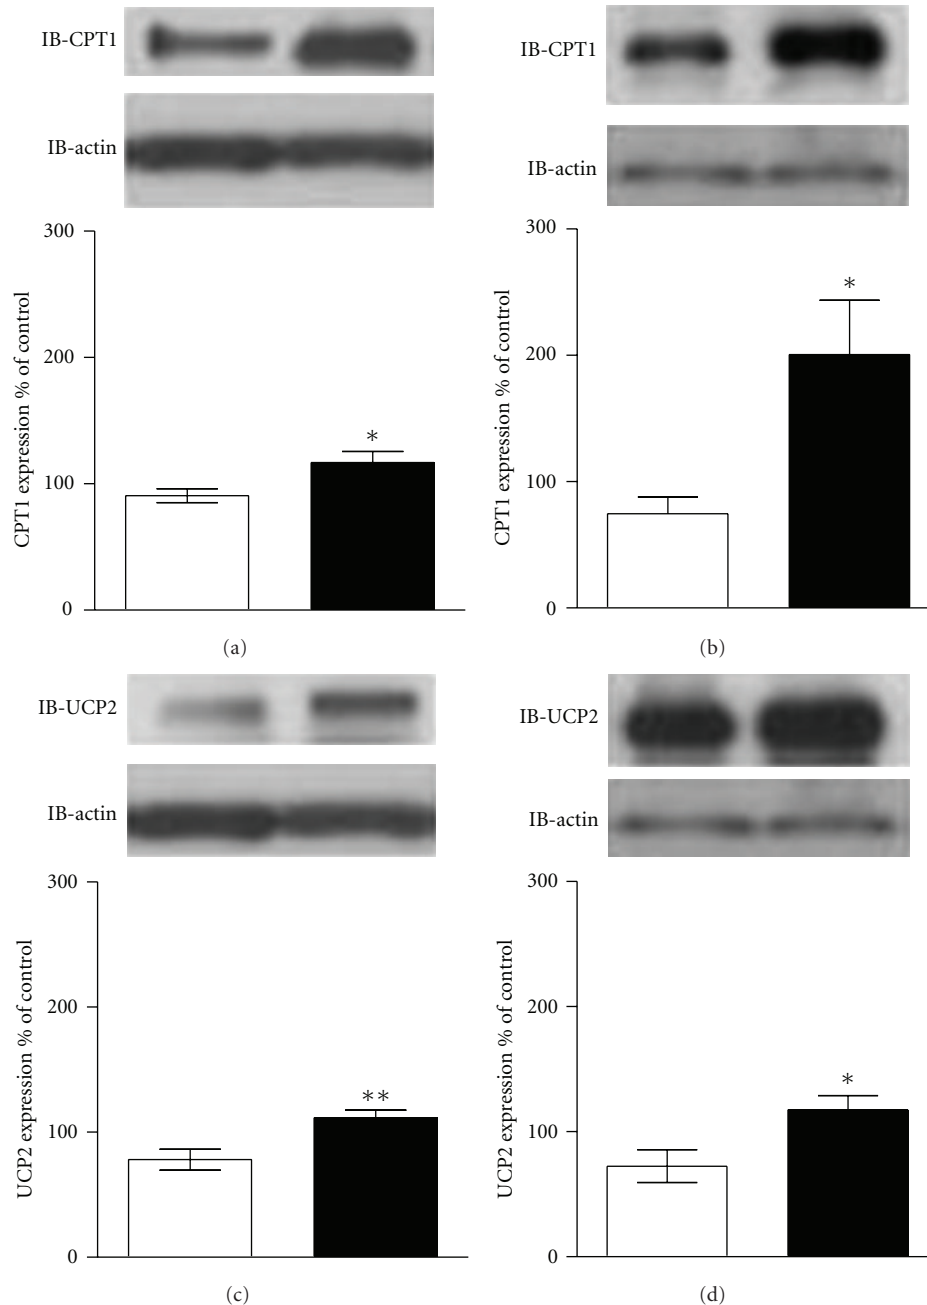 IB-CPT1
IB-actin
300
200
100
0
CPT1 expression % of control
*
(a)
IB-CPT1
IB-actin
300
200
100
0
CPT1 expression % of control
*
(b)
IB-UCP2
IB-actin
300
200
100
0
UCP2 expression % of control
**
(c)
IB-UCP2
IB-actin
300
200
100
0
UCP2 expression % of control
*
(d)